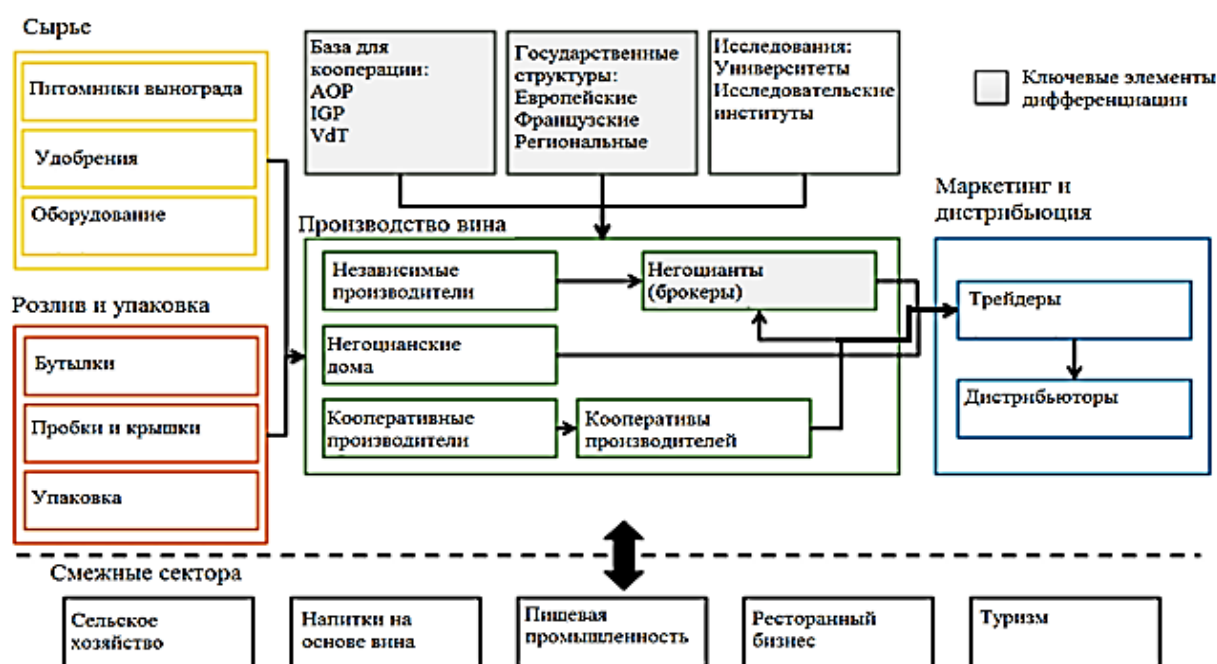 Сырье
Питомники вынограда
Удобрения
Оборудование
Розлив и упаковка
Бутылки
Пробки и крышки
Упаковка
База для
кооперации:
AOP
IGP
VdT
Государственные
структуры:
Европейские
Французские
Региональные
Исследования:
Университеты
Исследовательские
институты
Ключевые элементы
дифференциации
Производство вина
Независимые
производители
Негоцианты
(брокеры)
Негоцианские
дома
Кооперативные
производители
Кооперативы
производителей
Маркетинг и
дистрибьюция
Трейдеры
Дистрибьюторы
Смежные сектора
Сельское
хозяйство
Напитки на
основе вина
Пищевая
промышленность
Ресторанный
бизнес
Туризм